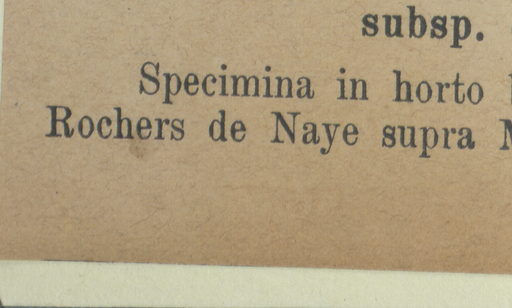 subsp.
Specimina in horto
Rochers de Naye supra